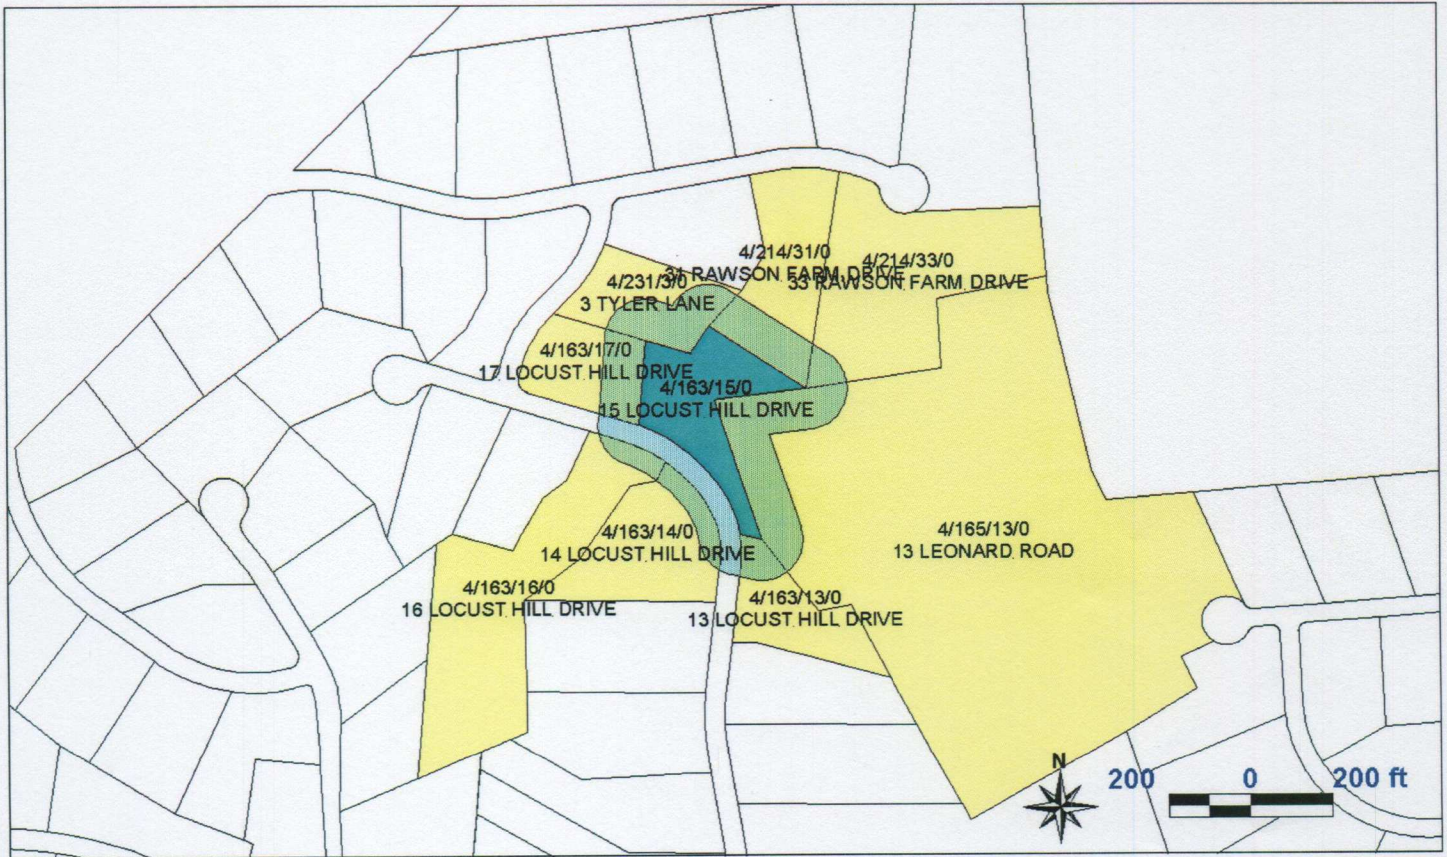 4/214/31/0
31 RAWSON FARM DRIVE
4/214/33/0
33 RAWSON FARM DRIVE
4/231/3/0
3 TYLER LANE
4/163/17/0
17 LOCUST HILL DRIVE
4/163/15/0
15 LOCUST HILL DRIVE
4/163/14/0
14 LOCUST HILL DRIVE
4/165/13/0
13 LEONARD ROAD
4/163/16/0
16 LOCUST HILL DRIVE
4/163/13/0
13 LOCUST HILL DRIVE
N
200 0 200 ft